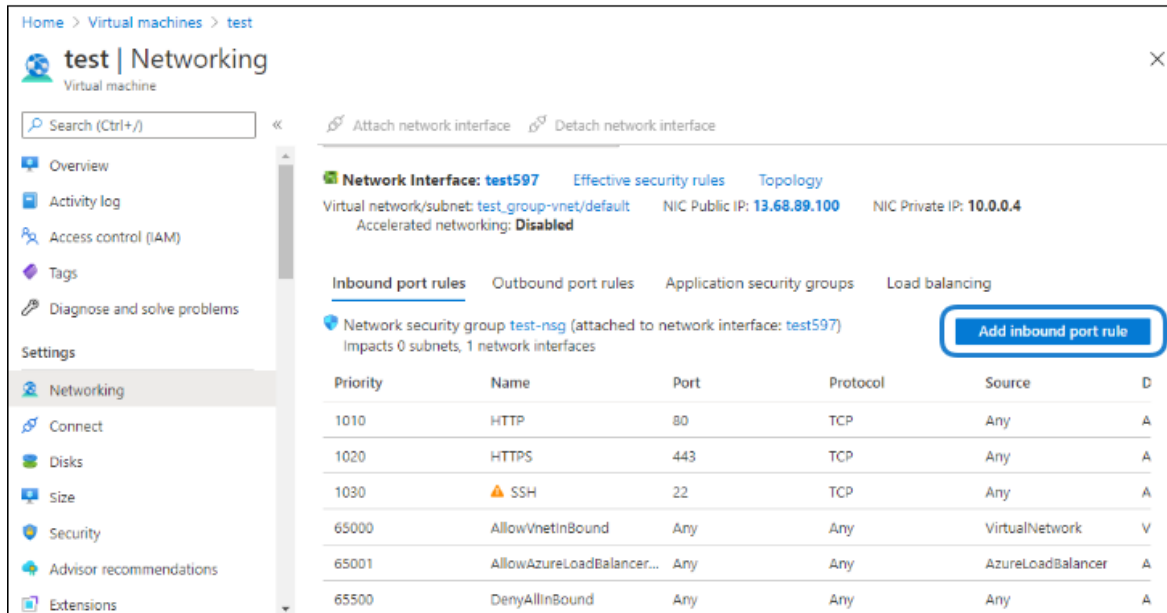 Home > Virtual machines > test
test | Networking
Virtual machine
Search (Ctrl+/)
Overview
Activity log
Access control (IAM)
Tags
Diagnose and solve problems
Settings
Networking
Connect
Disks
Size
Security
Advisor recommendations
Extensions
Attach network interface Detach network interface
Network Interface: test597 Effective security rules Topology
Virtual network/subnet: test_group-vnet/default NIC Public IP: 13.68.89.100 NIC Private IP: 10.0.0.4
Accelerated networking: Disabled
Inbound port rules Outbound port rules Application security groups Load balancing
Network security group test-nsg (attached to network interface: test597)
Impacts 0 subnets, 1 network interfaces
Add inbound port rule
Priority Name Port Protocol Source D
1010 HTTP 80 TCP Any A
1020 HTTPS 443 TCP Any A
1030 SSH 22 TCP Any A
65000 AllowVnetInBound Any Any VirtualNetwork V
65001 AllowAzureLoadBalancer... Any Any AzureLoadBalancer A
65500 DenyAllInBound Any Any Any A